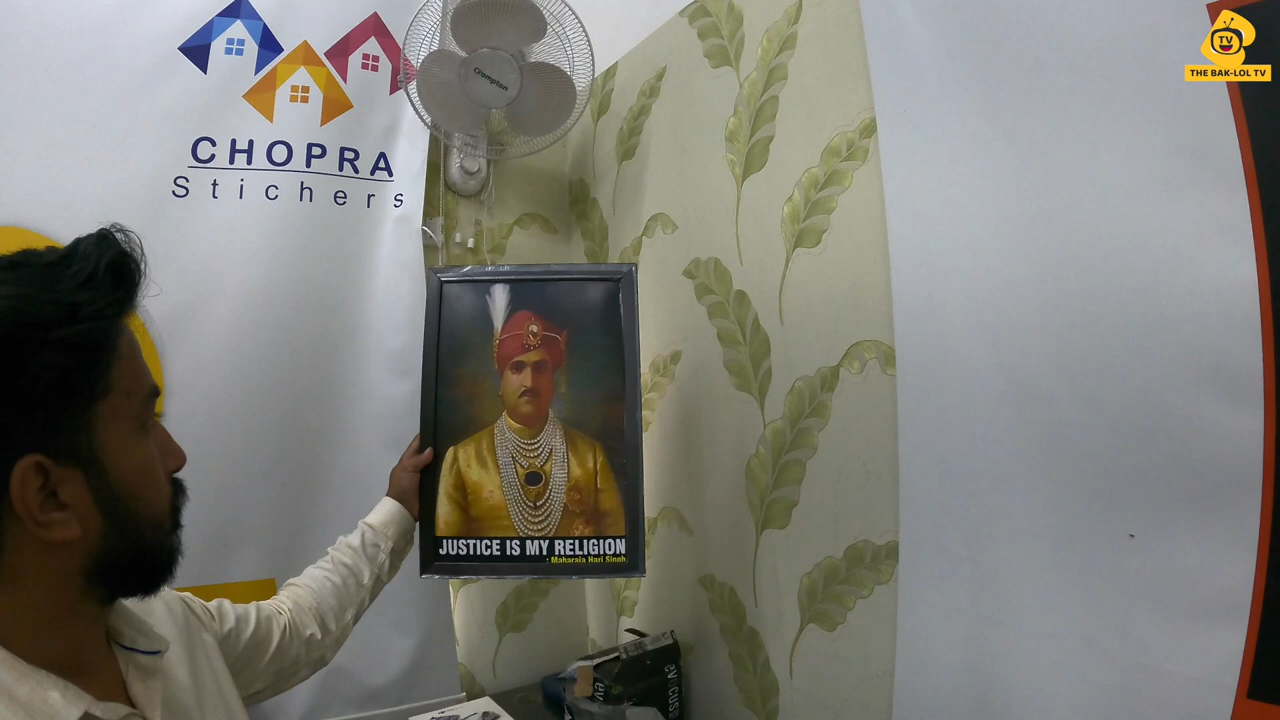 CHOPRA
Stichers
Crompton
TV
THE BAK-LOL TV
JUSTICE IS MY RELIGION
: Maharaja Hari Singh